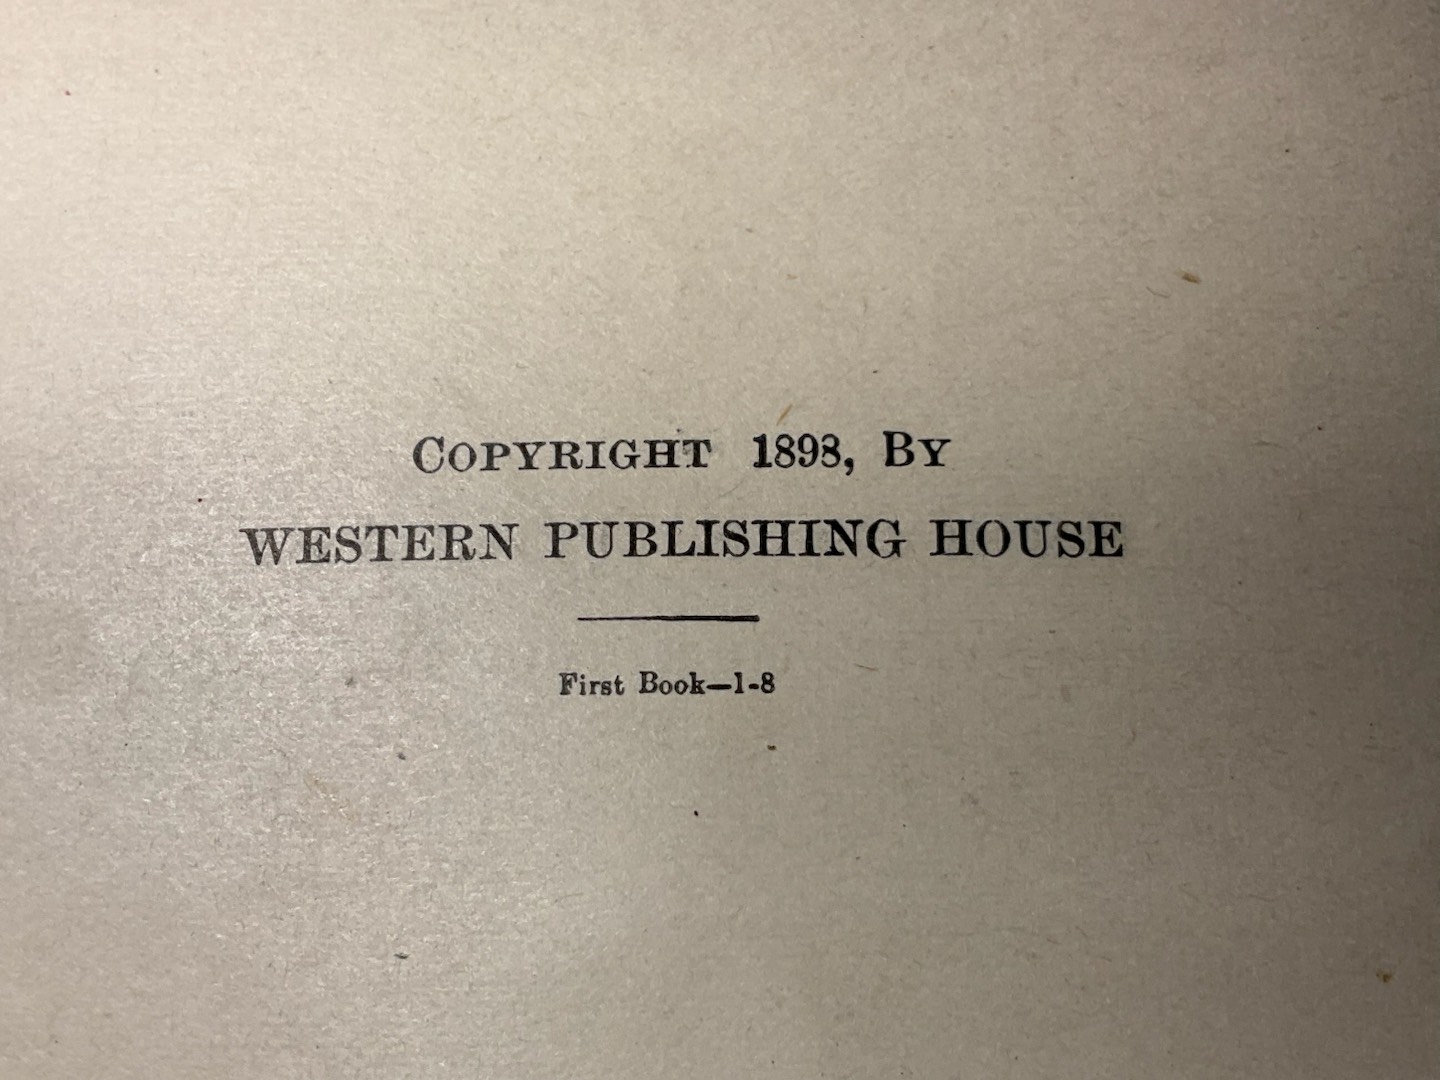 COPYRIGHT 1898, BY
WESTERN PUBLISHING HOUSE
First Book—1-8